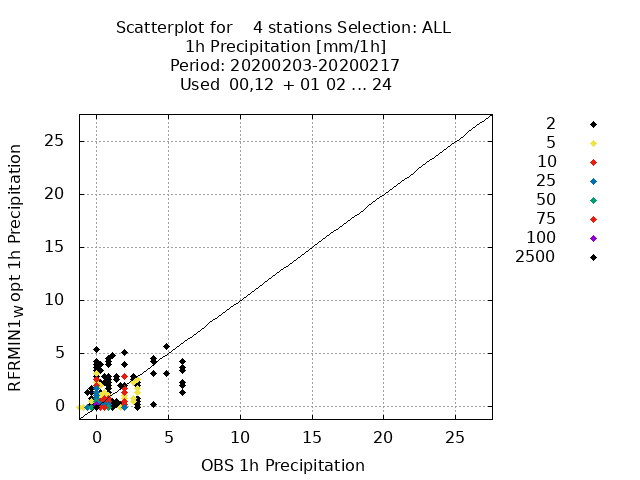 Scatterplot for 4 stations Selection: ALL
1h Precipitation [mm/1h]
Period: 20200203-20200217
Used 00,12 + 01 02 ... 24
RFRMIN1wopt 1h Precipitation
25
20
15
10
5
0
0 5 10 15 20 25
OBS 1h Precipitation
2
5
10
25
50
75
100
2500